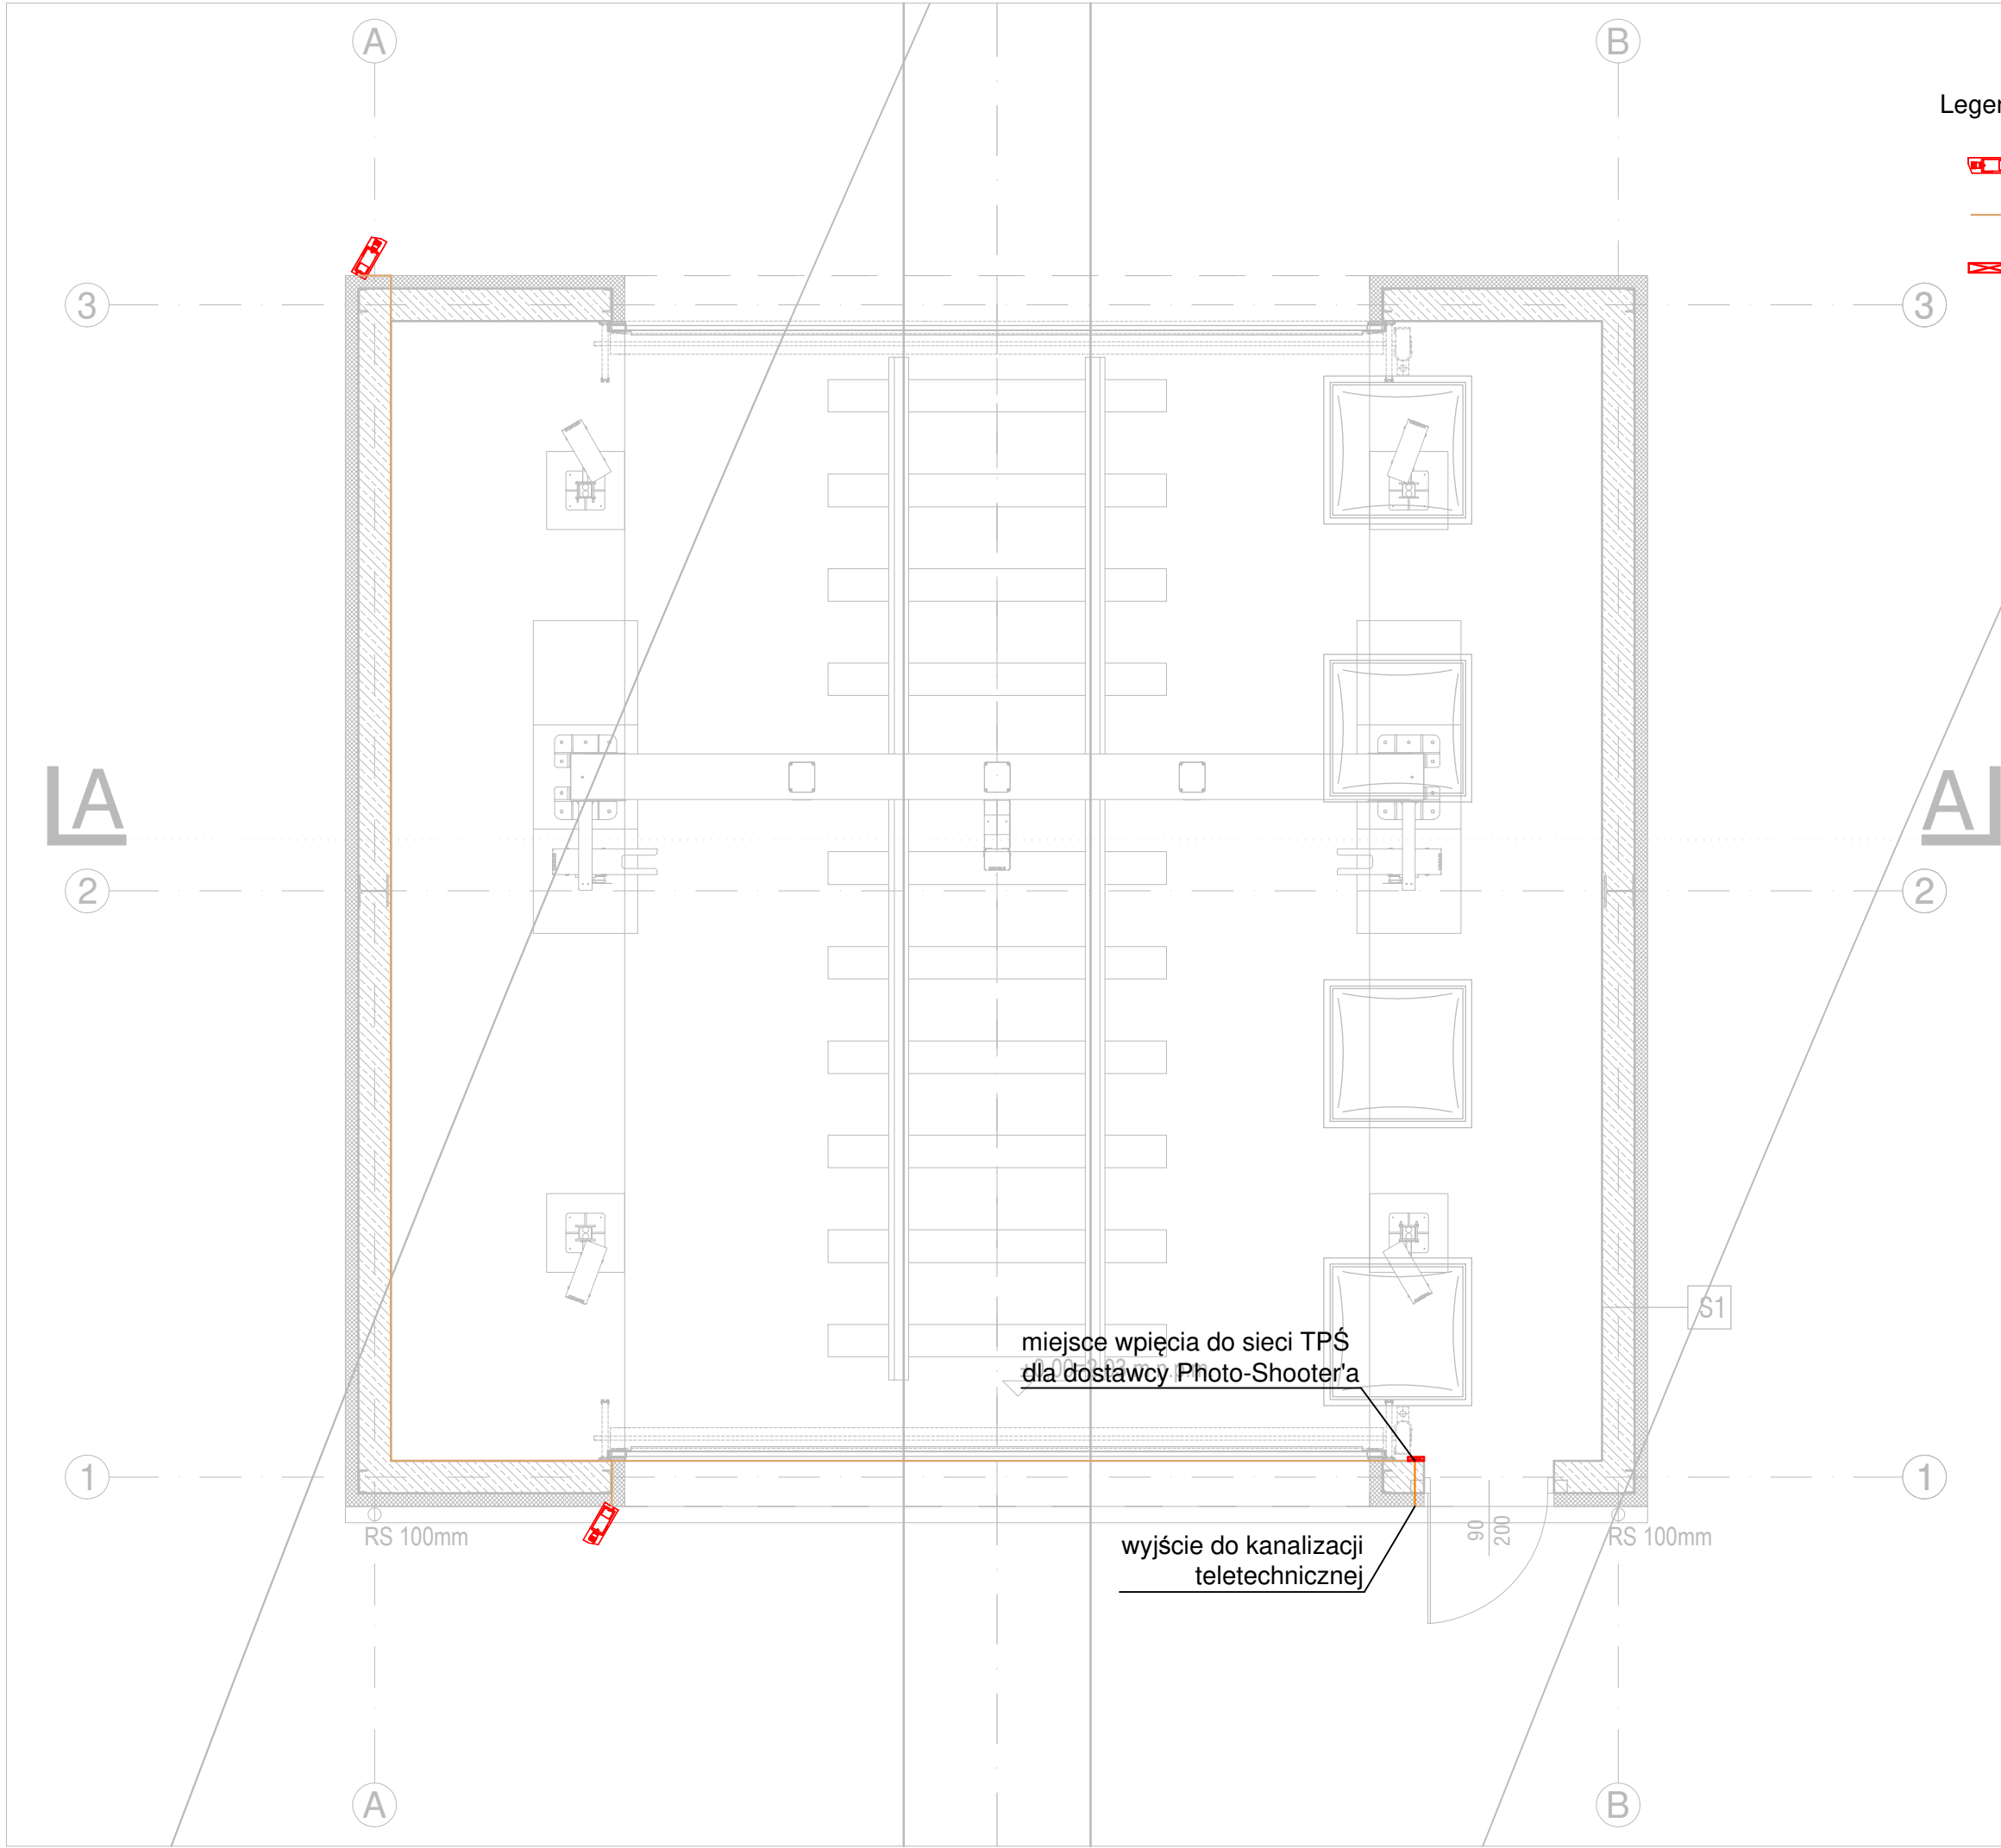 A
B
Legen
3
3
A
A
2
2
S1
miejsce wpięcia do sieci TPŚ
dla dostawcy Photo-Shooter'a
1
1
RS 100mm
90
200
RS 100mm
wyjście do kanalizacji
teletechnicznej
A
B